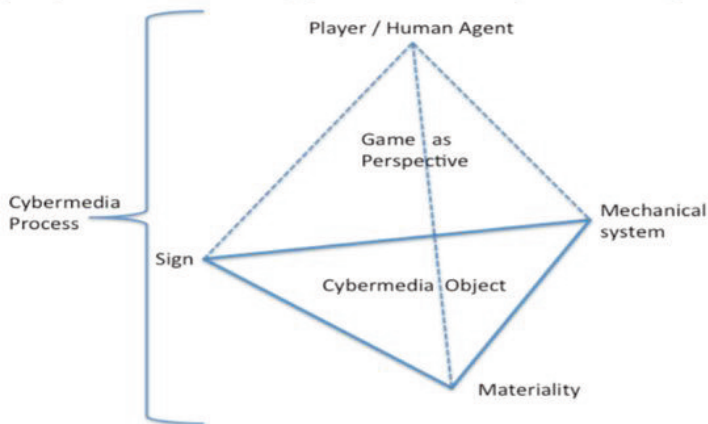 Player / Human Agent
Game as
Perspective
Cybermedia
Process
Mechanical
system
Sign
Cybermedia Object
Materiality